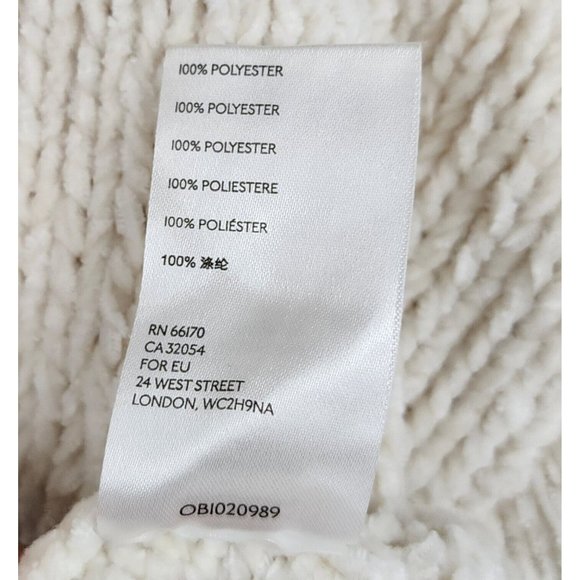 100% POLYESTER
100% POLYESTER
100% POLYESTER
100% POLIESTERE
100% POLIÉSTER
100% 涤纶
RN 66170
CA 32054
FOR EU
24 WEST STREET
LONDON, WC2H9NA
OB1020989